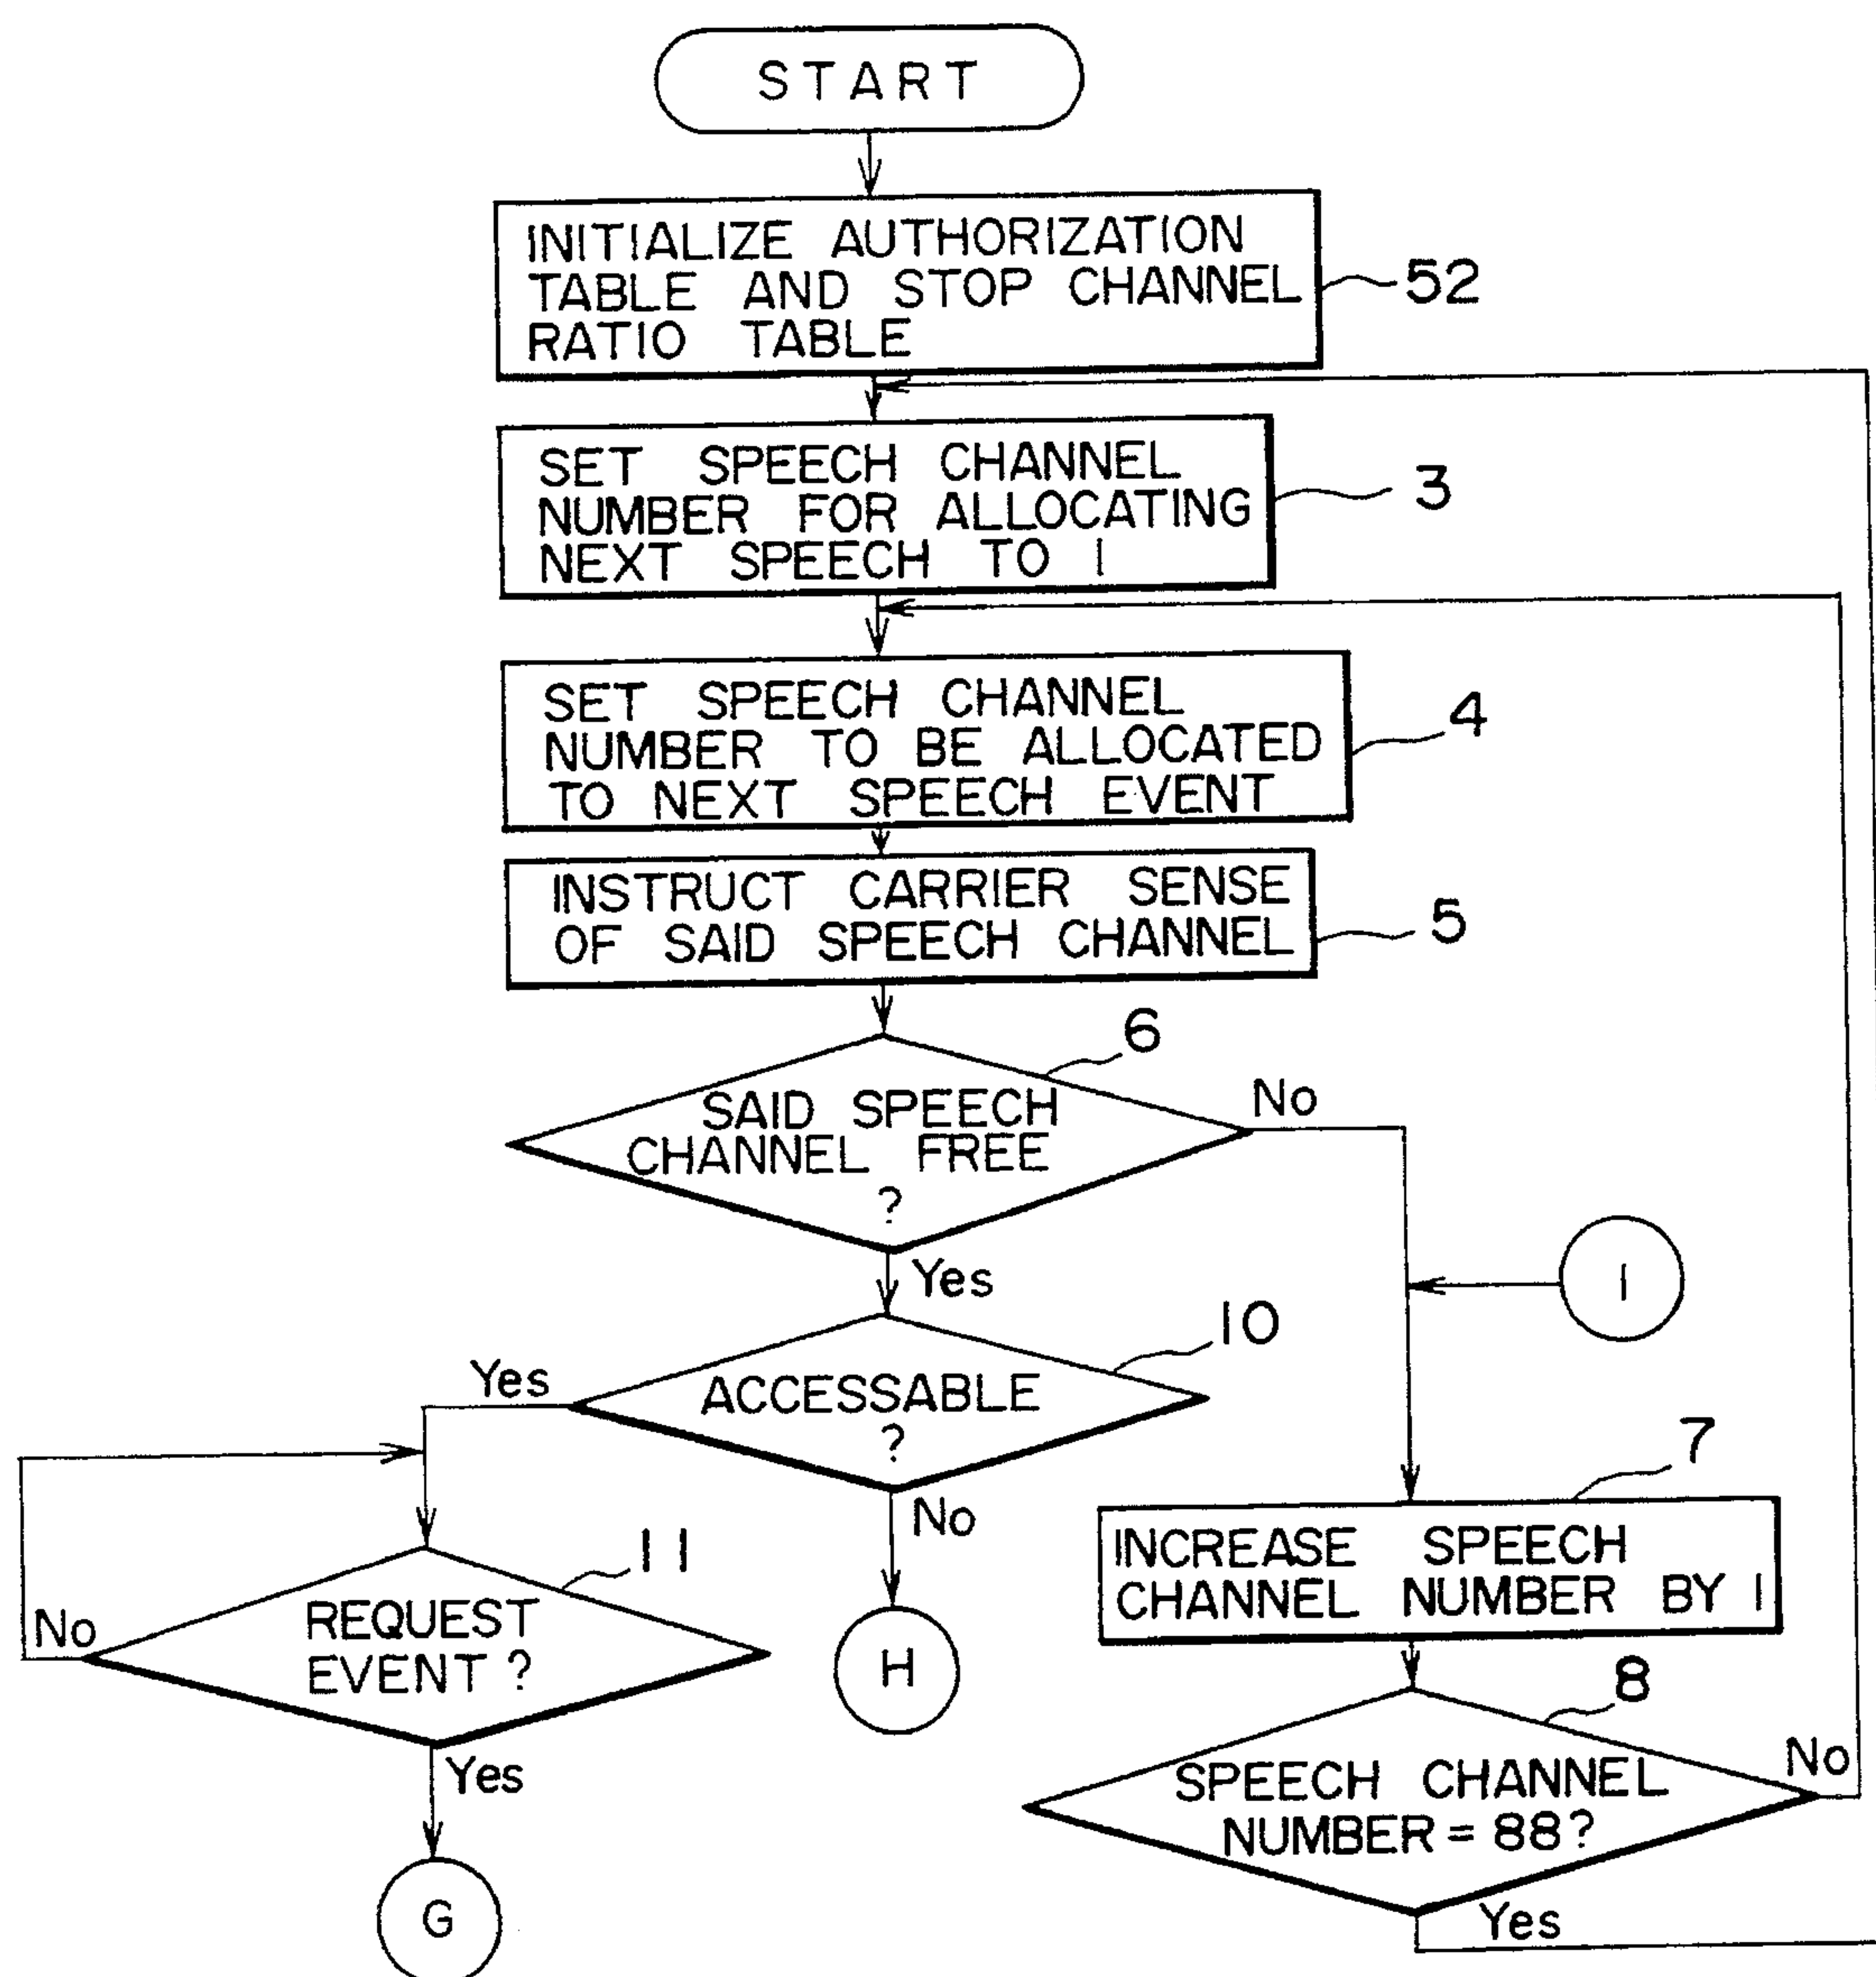 START
INITIALIZE AUTHORIZATION
TABLE AND STOP CHANNEL
RATIO TABLE
52
SET SPEECH CHANNEL
NUMBER FOR ALLOCATING
NEXT SPEECH TO 1
3
SET SPEECH CHANNEL
NUMBER TO BE ALLOCATED
TO NEXT SPEECH EVENT
4
INSTRUCT CARRIER SENSE
OF SAID SPEECH CHANNEL
5
6
SAID SPEECH
CHANNEL FREE
?
No
Yes
I
10
ACCESSABLE
?
Yes
No
7
INCREASE SPEECH
CHANNEL NUMBER BY 1
11
REQUEST
EVENT ?
No
H
8
SPEECH CHANNEL
NUMBER = 88?
No
Yes
Yes
G